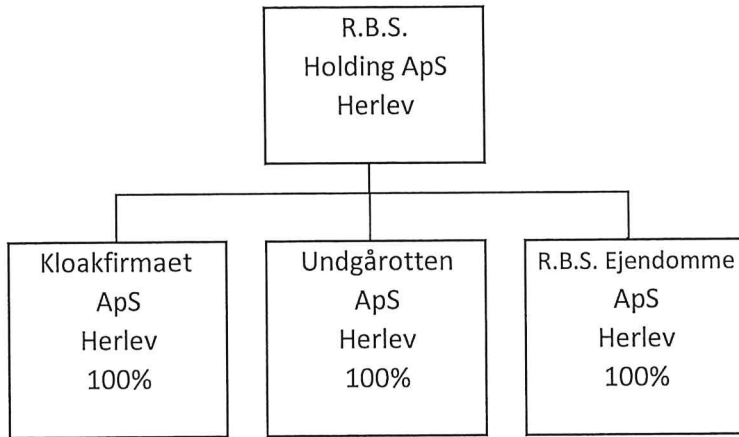 R.B.S.
Holding ApS
Herlev
Kloakfirmaet
ApS
Herlev
100%
Undgårotten
ApS
Herlev
100%
R.B.S. Ejendomme
ApS
Herlev
100%